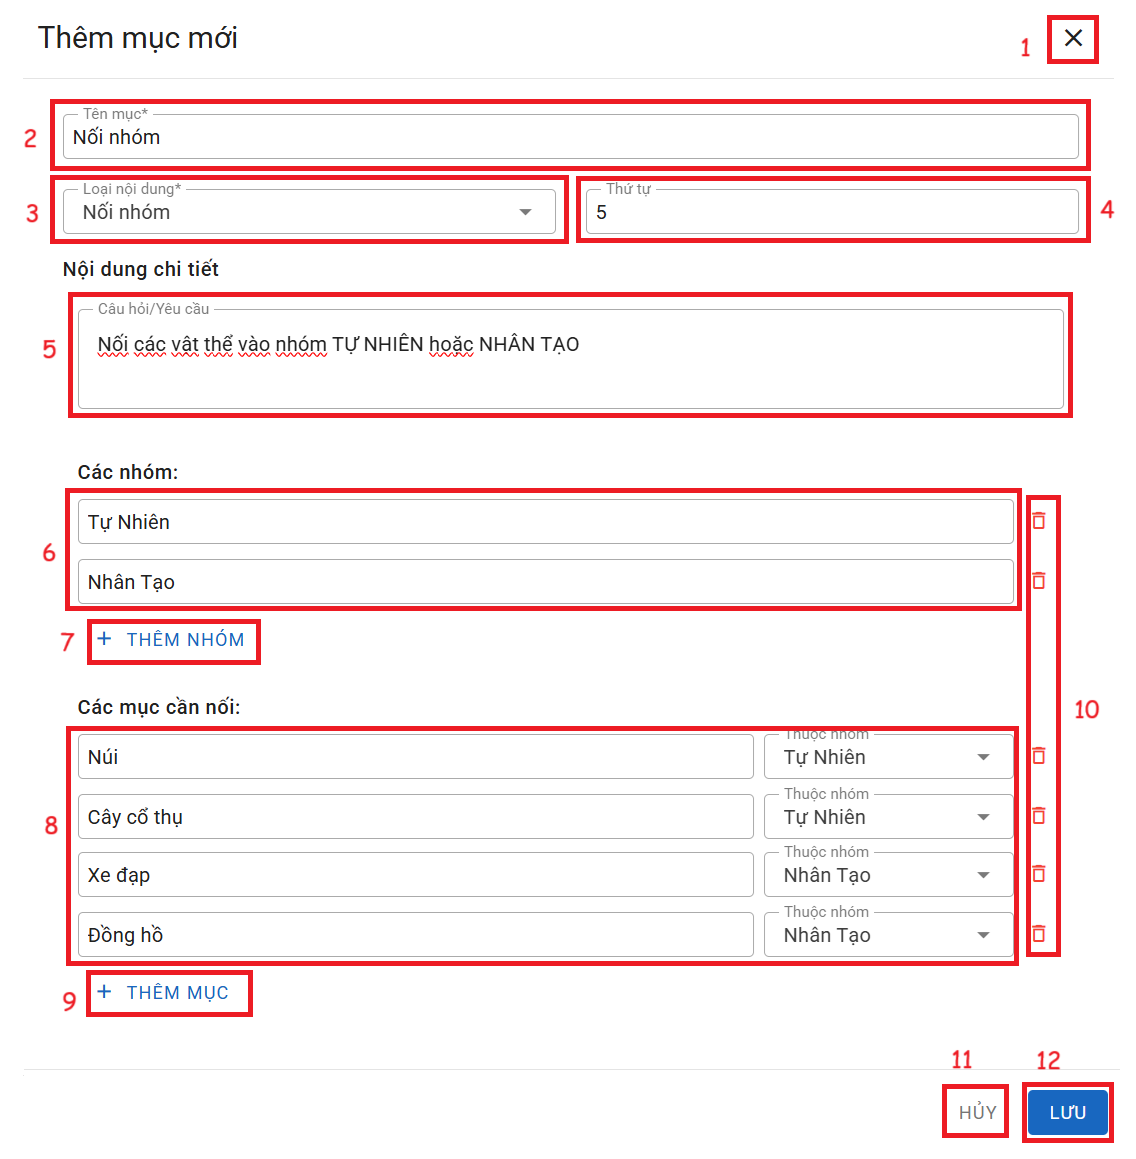 Thêm mục mới
1
2
Tên mục*
Nối nhóm
3
Loại nội dung*
Nối nhóm
Thứ tự
5
4
Nội dung chi tiết
5
Câu hỏi/Yêu cầu
Nối các vât thể vào nhóm TỰ NHIÊN hoặc NHÂN TẠO
Các nhóm:
6
Tự Nhiên
Nhân Tạo
7
+ THÊM NHÓM
10
Các mục cần nối:
8
Núi
Thuộc nhóm
Tự Nhiên
Cây cổ thụ
Thuộc nhóm
Tự Nhiên
Xe đạp
Thuộc nhóm
Nhân Tạo
Đồng hồ
Thuộc nhóm
Nhân Tạo
9
+ THÊM MỤC
11
12
HỦY
LƯU